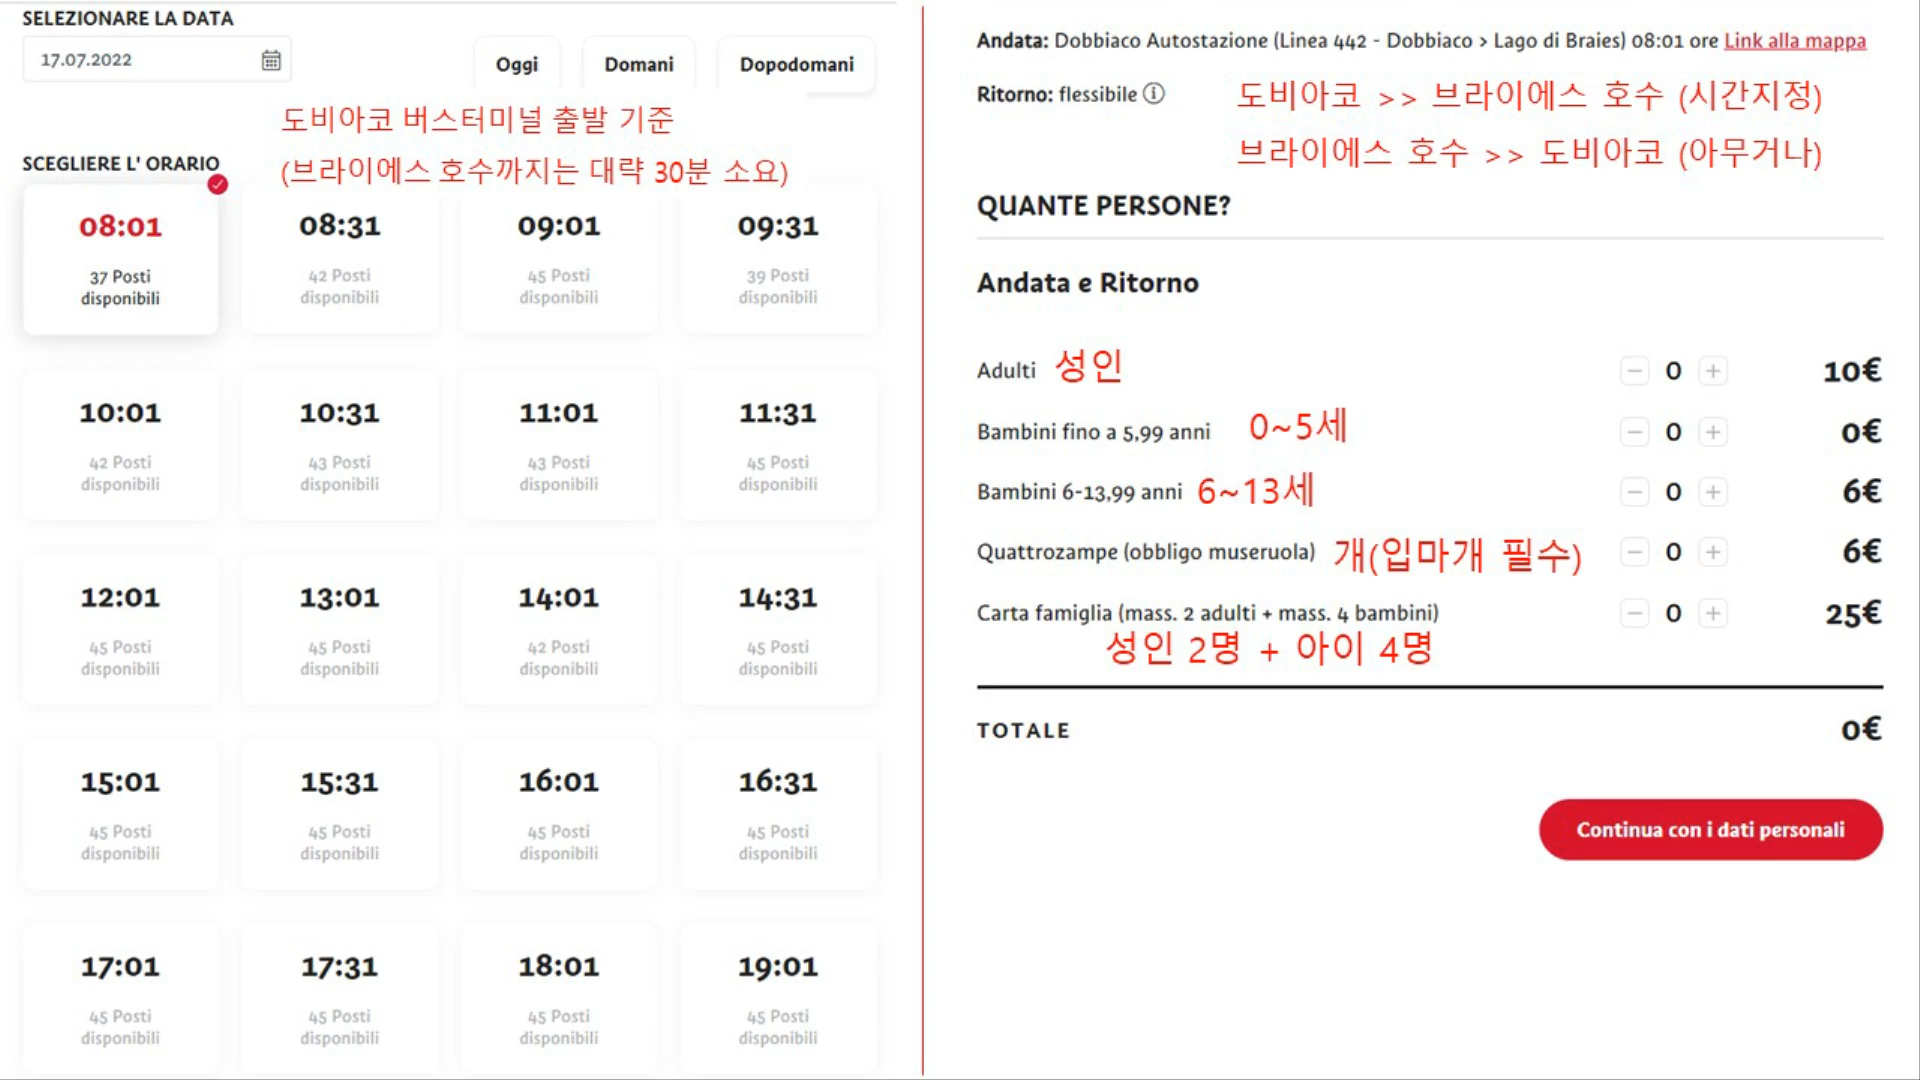 SELEZIONARE LA DATA
17.07.2022
Oggi
Domani
Dopodomani
도비아코 버스터미널 출발 기준
(브라이에스 호수까지는 대략 30분 소요)
SCEGLIERE L' ORARIO
08:01
37 Posti
disponibili
08:31
42 Posti
disponibili
09:01
45 Posti
disponibili
09:31
39 Posti
disponibili
10:01
42 Posti
disponibili
10:31
43 Posti
disponibili
11:01
43 Posti
disponibili
11:31
45 Posti
disponibili
12:01
45 Posti
disponibili
13:01
45 Posti
disponibili
14:01
42 Posti
disponibili
14:31
45 Posti
disponibili
15:01
45 Posti
disponibili
15:31
45 Posti
disponibili
16:01
45 Posti
disponibili
16:31
45 Posti
disponibili
17:01
45 Posti
disponibili
17:31
45 Posti
disponibili
18:01
45 Posti
disponibili
19:01
45 Posti
disponibili
Andata: Dobbiaco Autostazione (Linea 442 - Dobbiaco > Lago di Braies) 08:01 ore Link alla mappa
Ritorno: flessibile
도비아코 >> 브라이에스 호수 (시간지정)
브라이에스 호수 >> 도비아코 (아무거나)
QUANTE PERSONE?
Andata e Ritorno
Adulti 성인 − 0 + 10€
Bambini fino a 5,99 anni 0~5세 − 0 + 0€
Bambini 6-13,99 anni 6~13세 − 0 + 6€
Quattrozampe (obbligo museruola) 개(입마개 필수) − 0 + 6€
Carta famiglia (mass. 2 adulti + mass. 4 bambini) − 0 + 25€
성인 2명 + 아이 4명
TOTALE 0€
Continua con i dati personali